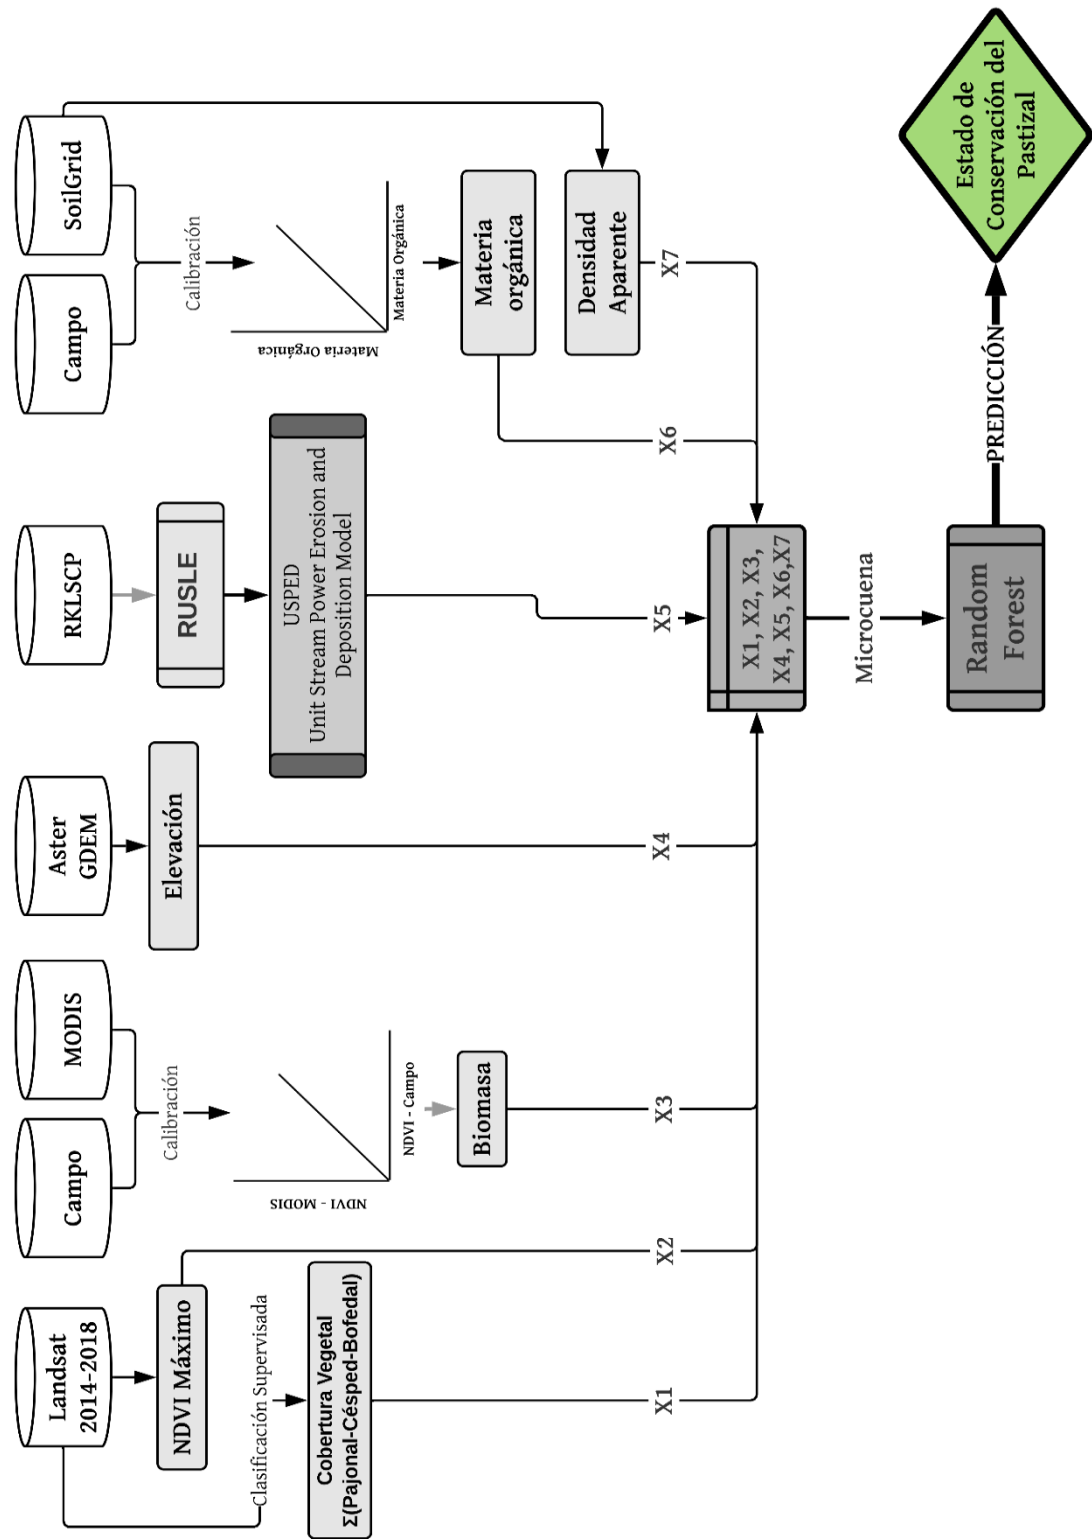 Landsat
2014-2018
Campo
MODIS
Aster
GDEM
RKLSCP
Campo
SoilGrid
NDVI Máximo
Clasificación Supervisada
Cobertura Vegetal
Σ(Pajonal-Césped-Bofedal)
Calibración
NDVI - MODIS
NDVI - Campo
Biomasa
Elevación
RUSLE
USPED
Unit Stream Power Erosion and
Deposition Model
Calibración
Materia Orgánica
Materia Orgánica
Materia
orgánica
Densidad
Aparente
X1
X2
X3
X4
X5
X6
X7
X1, X2, X3,
X4, X5, X6,X7
Microcuena
Random
Forest
PREDICCIÓN
Estado de
Conservación del
Pastizal